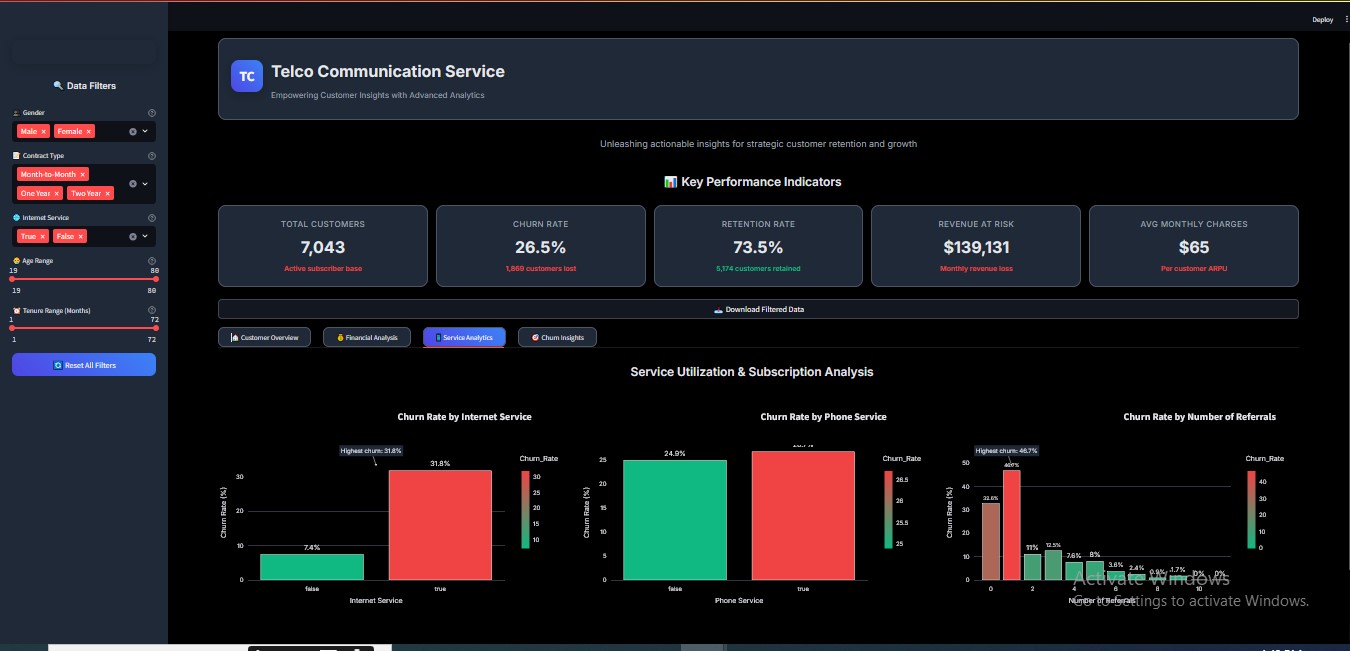 Deploy
Data Filters
Gender
Male × Female ×
Contract Type
Month-to-Month ×
One Year × Two Year ×
Internet Service
True × False ×
Age Range
19 80
19 80
Tenure Range (Months)
1 72
1 72
Reset All Filters
TC
Telco Communication Service
Empowering Customer Insights with Advanced Analytics
Unleashing actionable insights for strategic customer retention and growth
Key Performance Indicators
TOTAL CUSTOMERS
7,043
Active subscriber base
CHURN RATE
26.5%
1,869 customers lost
RETENTION RATE
73.5%
5,174 customers retained
REVENUE AT RISK
$139,131
Monthly revenue loss
AVG MONTHLY CHARGES
$65
Per customer ARPU
Download Filtered Data
Customer Overview
Financial Analysis
Service Analytics
Churn Insights
Service Utilization & Subscription Analysis
Churn Rate by Internet Service
Highest churn: 31.8%
31.8%
7.4%
30
20
10
0
Churn Rate (%)
false true
Internet Service
Churn_Rate
30
25
20
15
10
Churn Rate by Phone Service
24.9%
25
20
15
10
5
0
Churn Rate (%)
false true
Phone Service
Churn_Rate
26.5
26
25.5
25
Churn Rate by Number of Referrals
Highest churn: 46.7%
46.7%
11% 12.5% 7.6% 8% 3.6% 2.4% 0.9% 1.7% 0% 0%
50
40
30
20
10
0
Churn Rate (%)
0 2 4 6 8 10
Number of Referrals
Churn_Rate
40
30
20
10
0
Activate Windows
Go to Settings to activate Windows.